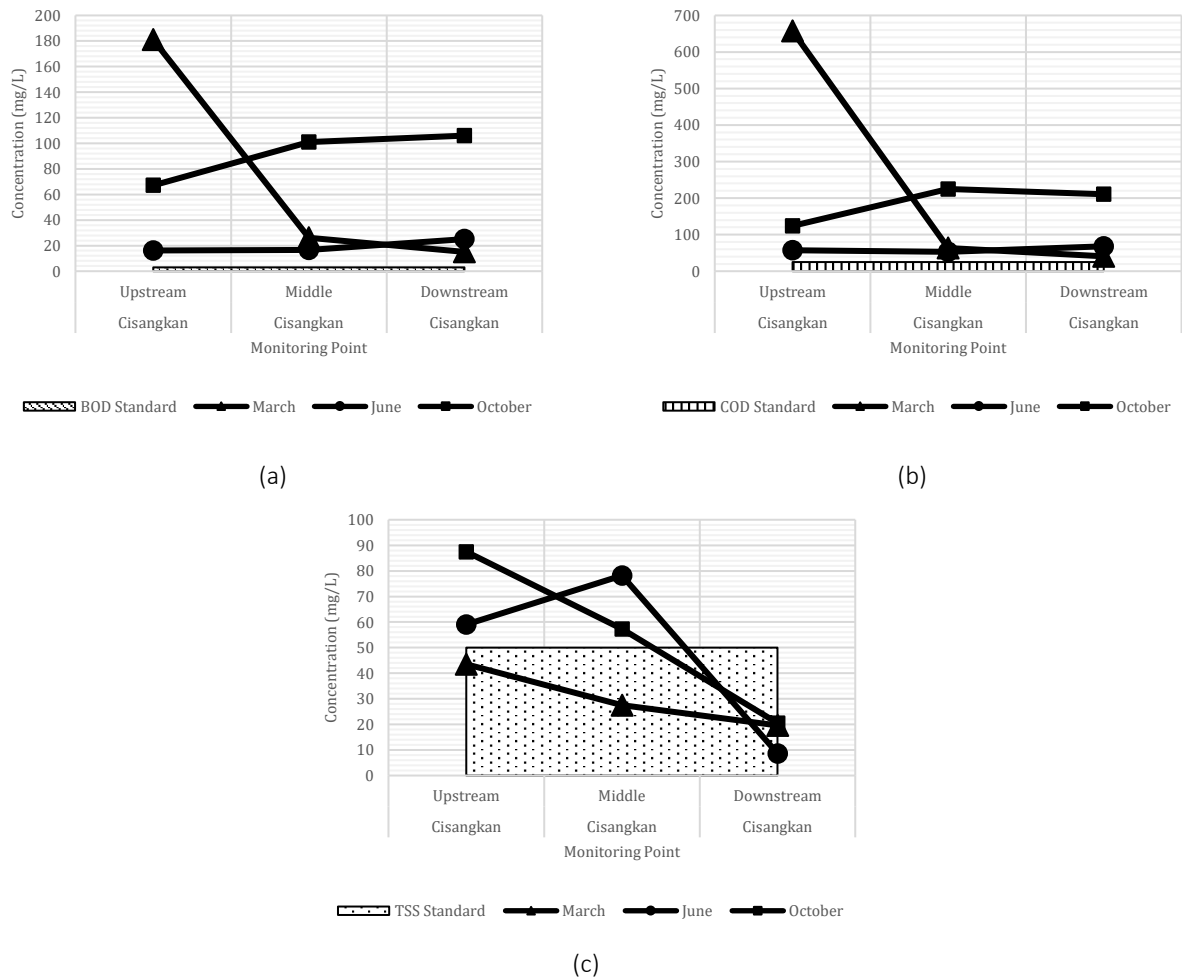 Concentration (mg/L)
200
180
160
140
120
100
80
60
40
20
0
Upstream Middle Downstream
Cisangkan Cisangkan Cisangkan
Monitoring Point
BOD Standard March June October
(a)
Concentration (mg/L)
700
600
500
400
300
200
100
0
Upstream Middle Downstream
Cisangkan Cisangkan Cisangkan
Monitoring Point
COD Standard March June October
(b)
Concentration (mg/L)
100
90
80
70
60
50
40
30
20
10
0
Upstream Middle Downstream
Cisangkan Cisangkan Cisangkan
Monitoring Point
TSS Standard March June October
(c)